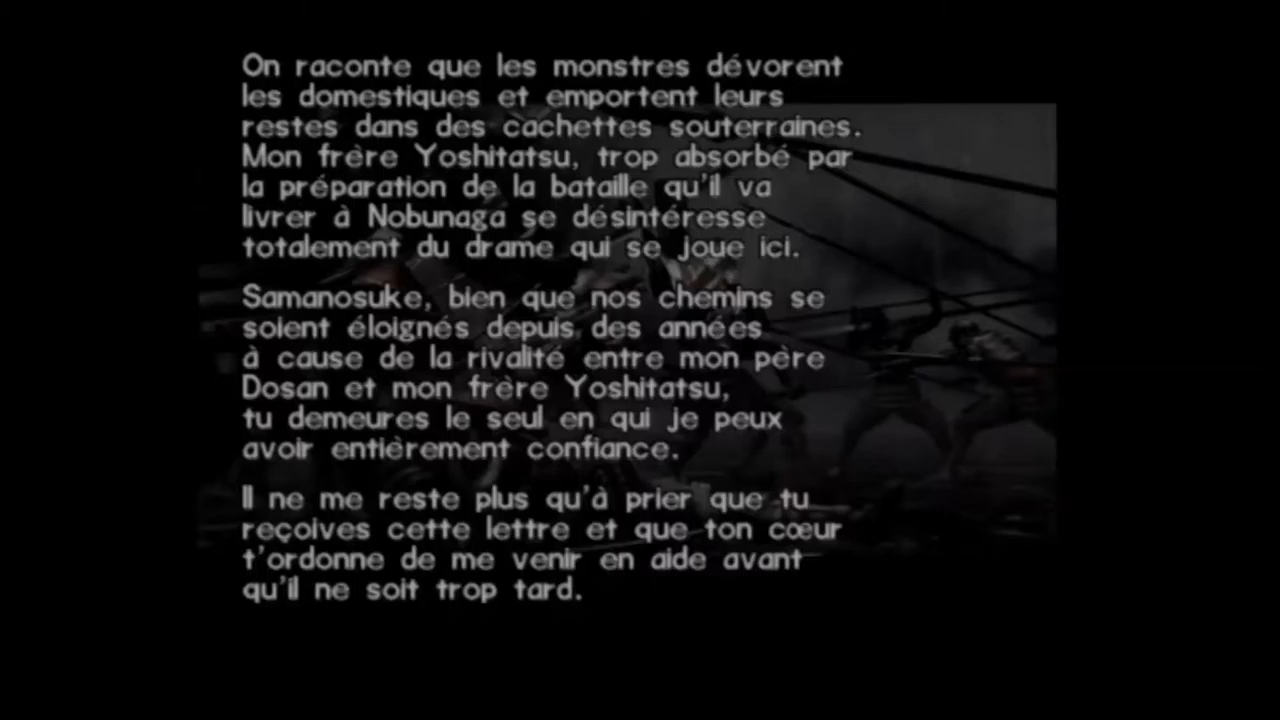 On raconte que les monstres dévorent
les domestiques et emportent leurs
restes dans des cachettes souterraines.
Mon frère Yoshitatsu, trop absorbé par
la préparation de la bataille qu'il va
livrer à Nobunaga se désintéresse
totalement du drame qui se joue ici.
Samanosuke, bien que nos chemins se
soient éloignés depuis des années
à cause de la rivalité entre mon père
Dosan et mon frère Yoshitatsu,
tu demeures le seul en qui je peux
avoir entièrement confiance.
Il ne me reste plus qu'à prier que tu
reçoives cette lettre et que ton cœur
t'ordonne de me venir en aide avant
qu'il ne soit trop tard.